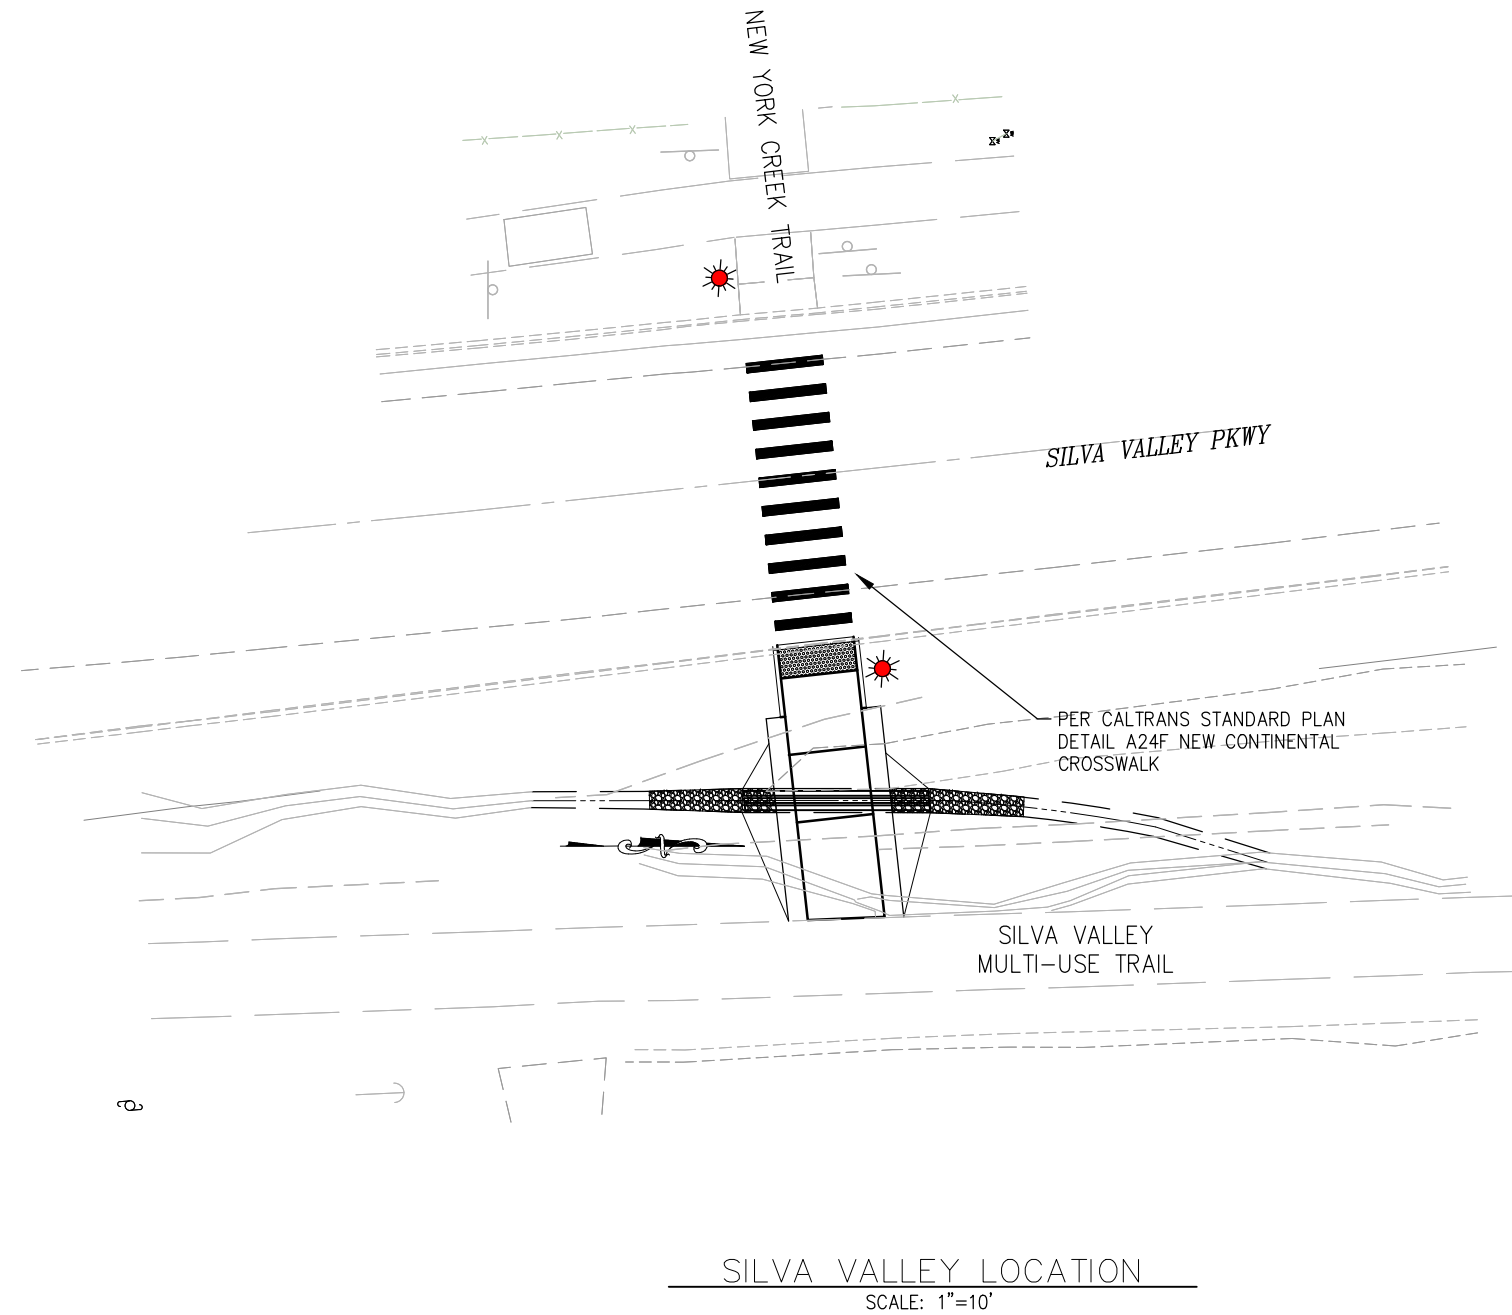 NEW YORK CREEK TRAIL
SILVA VALLEY PKWY
PER CALTRANS STANDARD PLAN
DETAIL A24F NEW CONTINENTAL
CROSSWALK
SILVA VALLEY
MULTI-USE TRAIL
SILVA VALLEY LOCATION
SCALE: 1"=10'